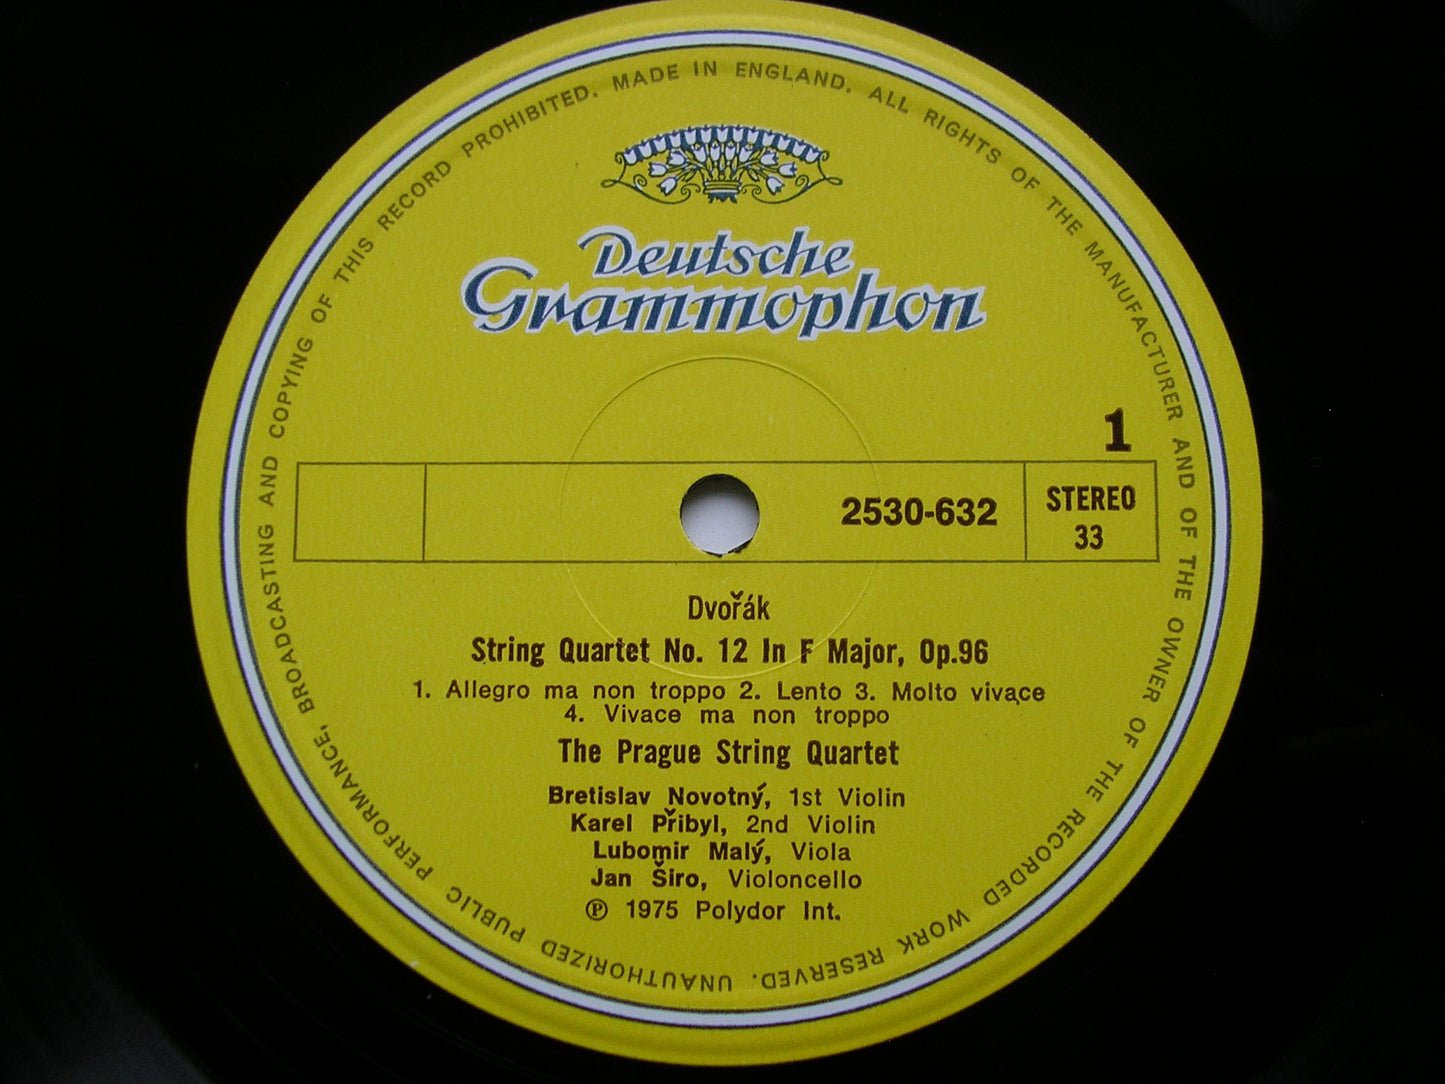 MADE IN ENGLAND. ALL RIGHTS OF THE MANUFACTURER AND OF THE OWNER OF THE RECORDED WORK RESERVED. UNAUTHORIZED PUBLIC PERFORMANCE, BROADCASTING AND COPYING OF THIS RECORD PROHIBITED.
Deutsche
Grammophon
1
2530-632
STEREO
33
Dvořák
String Quartet No. 12 In F Major, Op.96
1. Allegro ma non troppo 2. Lento 3. Molto vivace
4. Vivace ma non troppo
The Prague String Quartet
Bretislav Novotný, 1st Violin
Karel Přibyl, 2nd Violin
Lubomir Malý, Viola
Jan Širo, Violoncello
℗ 1975 Polydor Int.